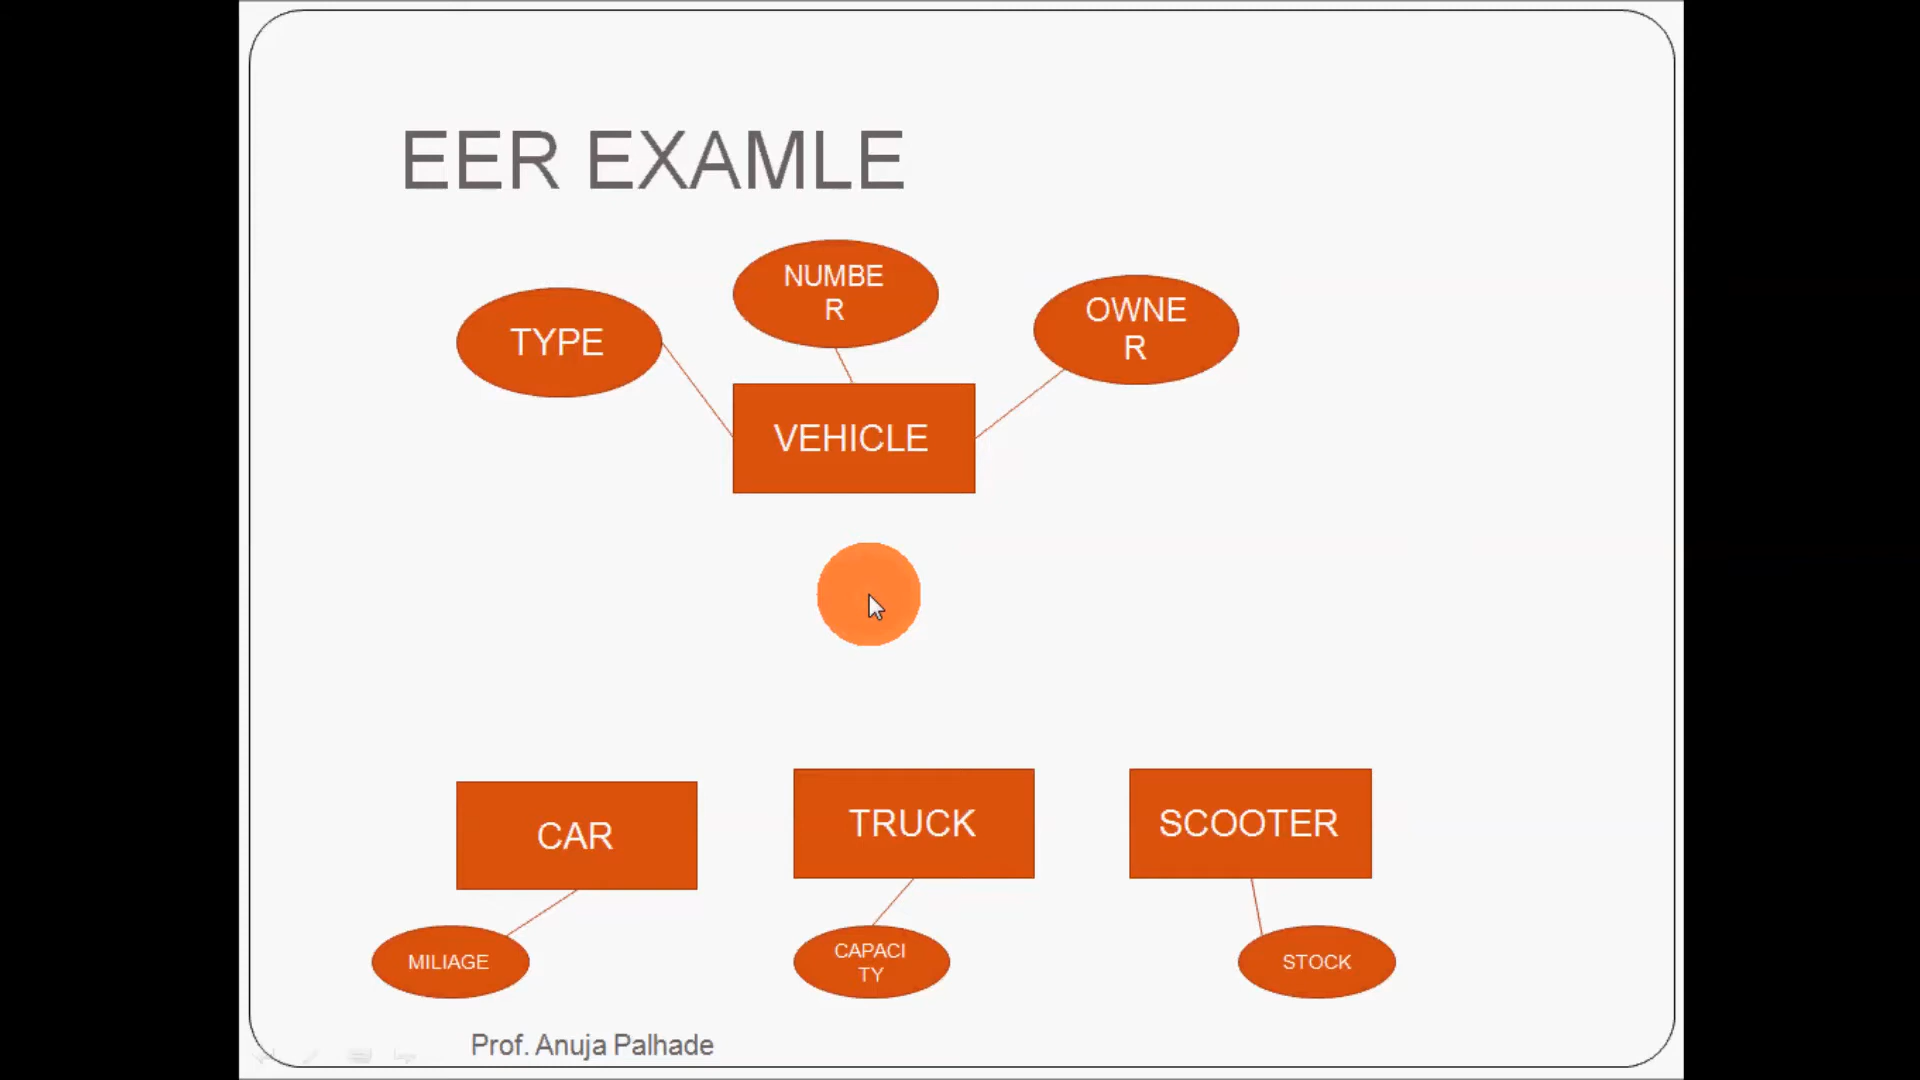 EER EXAMLE
NUMBE
R
OWNE
R
TYPE
VEHICLE
CAR
TRUCK
SCOOTER
MILIAGE
CAPACI
TY
STOCK
Prof. Anuja Palhade